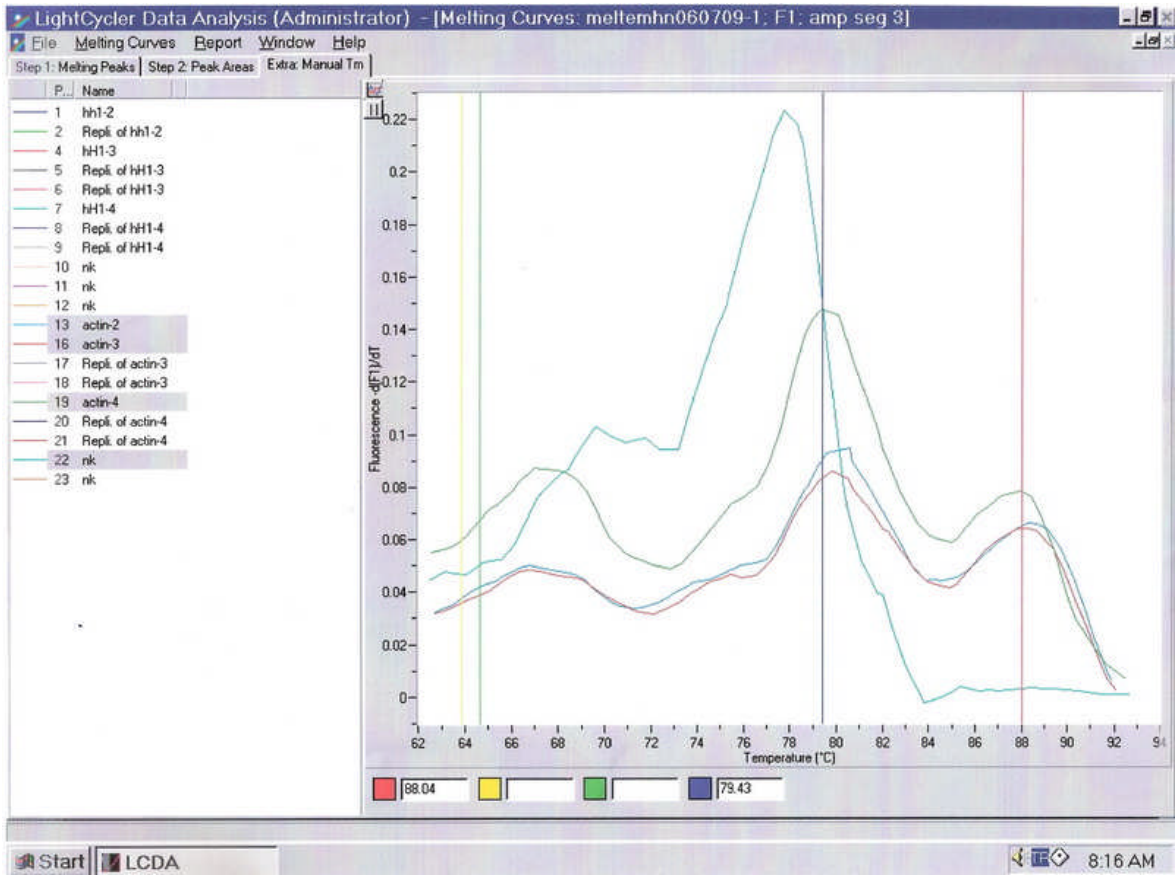 LightCycler Data Analysis (Administrator) - [Melting Curves: meltemhn060709-1; F1; amp seg 3]
File Melting Curves Report Window Help
Step 1: Melting Peaks Step 2: Peak Areas Extra: Manual Tm
P... Name
1 hh1-2
2 Repli. of hh1-2
4 hH1-3
5 Repli. of hH1-3
6 Repli. of hH1-3
7 hH1-4
8 Repli. of hH1-4
9 Repli. of hH1-4
10 nk
11 nk
12 nk
13 actin-2
16 actin-3
17 Repli. of actin-3
18 Repli. of actin-3
19 actin-4
20 Repli. of actin-4
21 Repli. of actin-4
22 nk
23 nk
Fluorescence -d(F1)/dT
0.22
0.2
0.18
0.16
0.14
0.12
0.1
0.08
0.06
0.04
0.02
0
62 64 66 68 70 72 74 76 78 80 82 84 86 88 90 92 94
Temperature (°C)
88.04 79.43
Start LCDA TR 8:16 AM